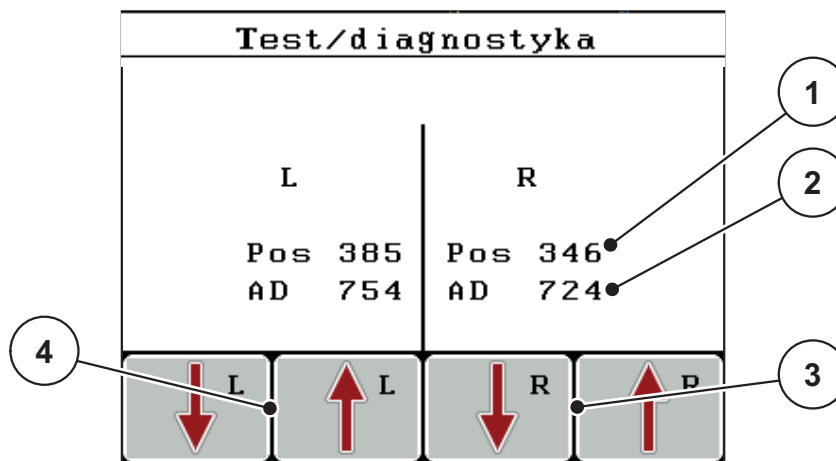 Test/diagnostyka
1
L R
2
Pos 385 Pos 346
AD 754 AD 724
4
3
L L R R